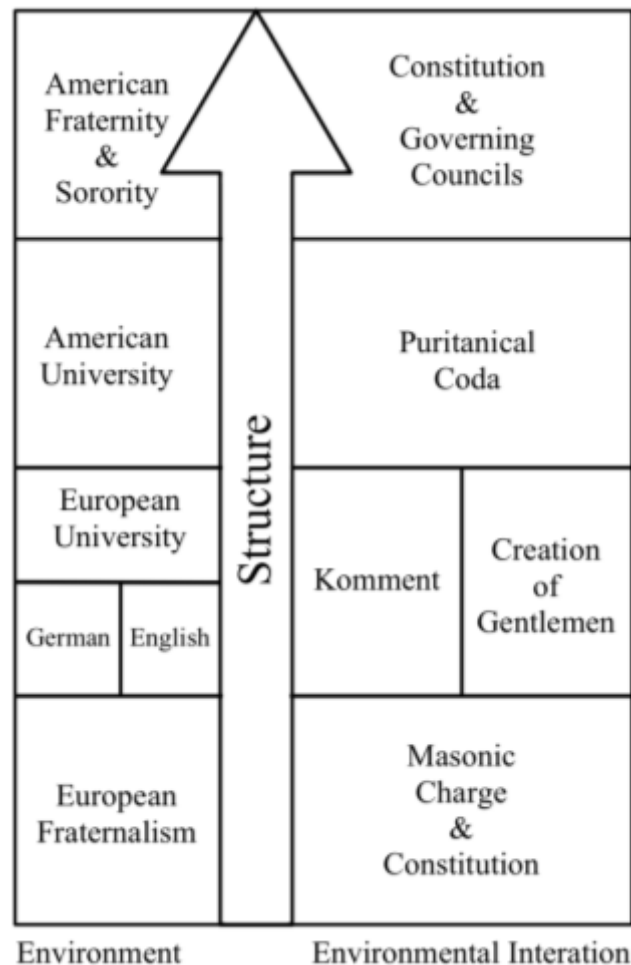 American
Fraternity
&
Sorority
Constitution
&
Governing
Councils
American
University
Puritanical
Coda
Structure
European
University
German
English
Komment
Creation
of
Gentlemen
European
Fraternalism
Masonic
Charge
&
Constitution
Environment
Environmental Interation